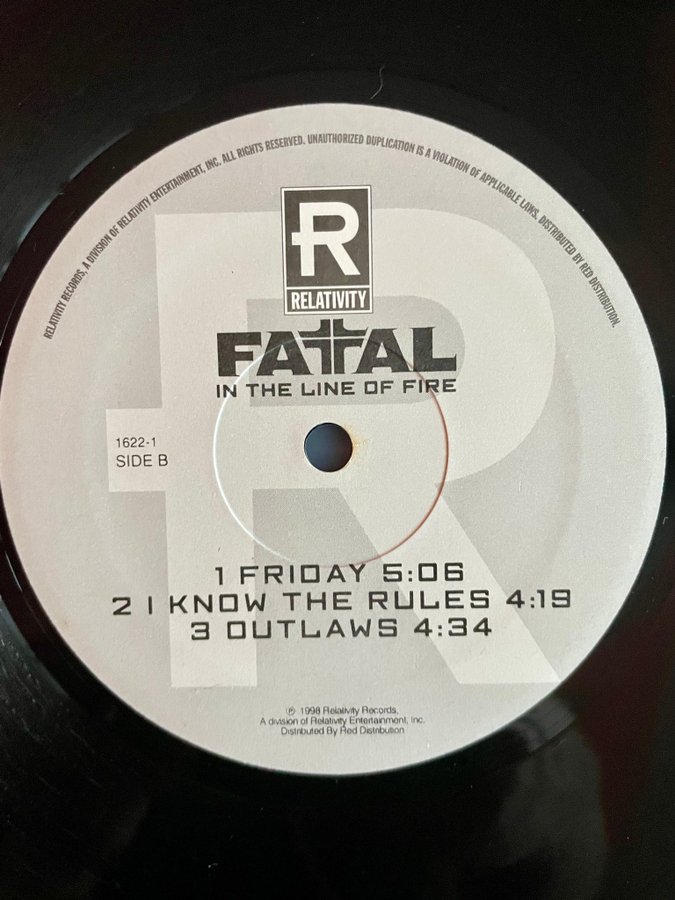 RELATIVITY RECORDS, A DIVISION OF RELATIVITY ENTERTAINMENT, INC. ALL RIGHTS RESERVED. UNAUTHORIZED DUPLICATION IS A VIOLATION OF APPLICABLE LAWS. DISTRIBUTED BY RED DISTRIBUTION.
R
RELATIVITY
FATAL
IN THE LINE OF FIRE
1622-1
SIDE B
1 FRIDAY 5:06
2 I KNOW THE RULES 4:19
3 OUTLAWS 4:34
℗ 1998 Relativity Records,
A division of Relativity Entertainment, Inc.
Distributed By Red Distribution